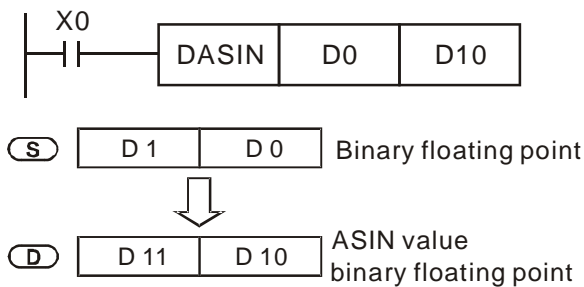 X0
DASIN D0 D10
S D 1 D 0 Binary floating point
D D 11 D 10 ASIN value
binary floating point